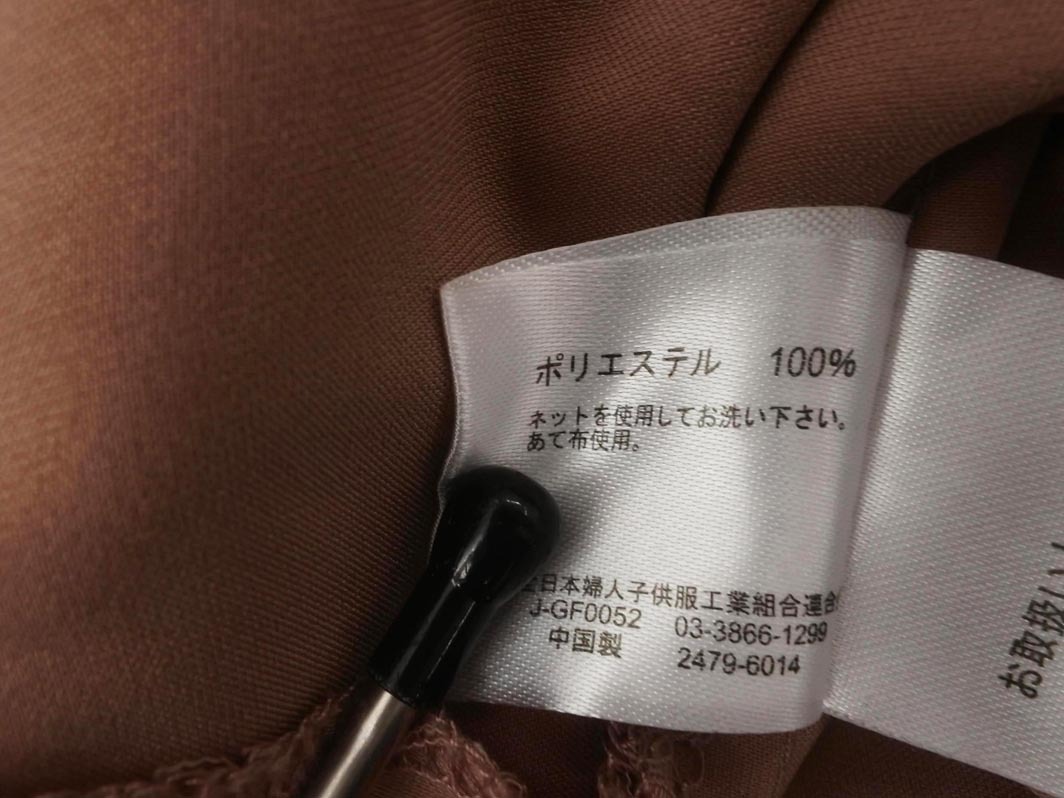 ポリエステル 100%
ネットを使用してお洗い下さい。
あて布使用。
日本婦人子供服工業組合連合
J-GF0052 03-3866-1299
中国製 2479-6014
お取扱い